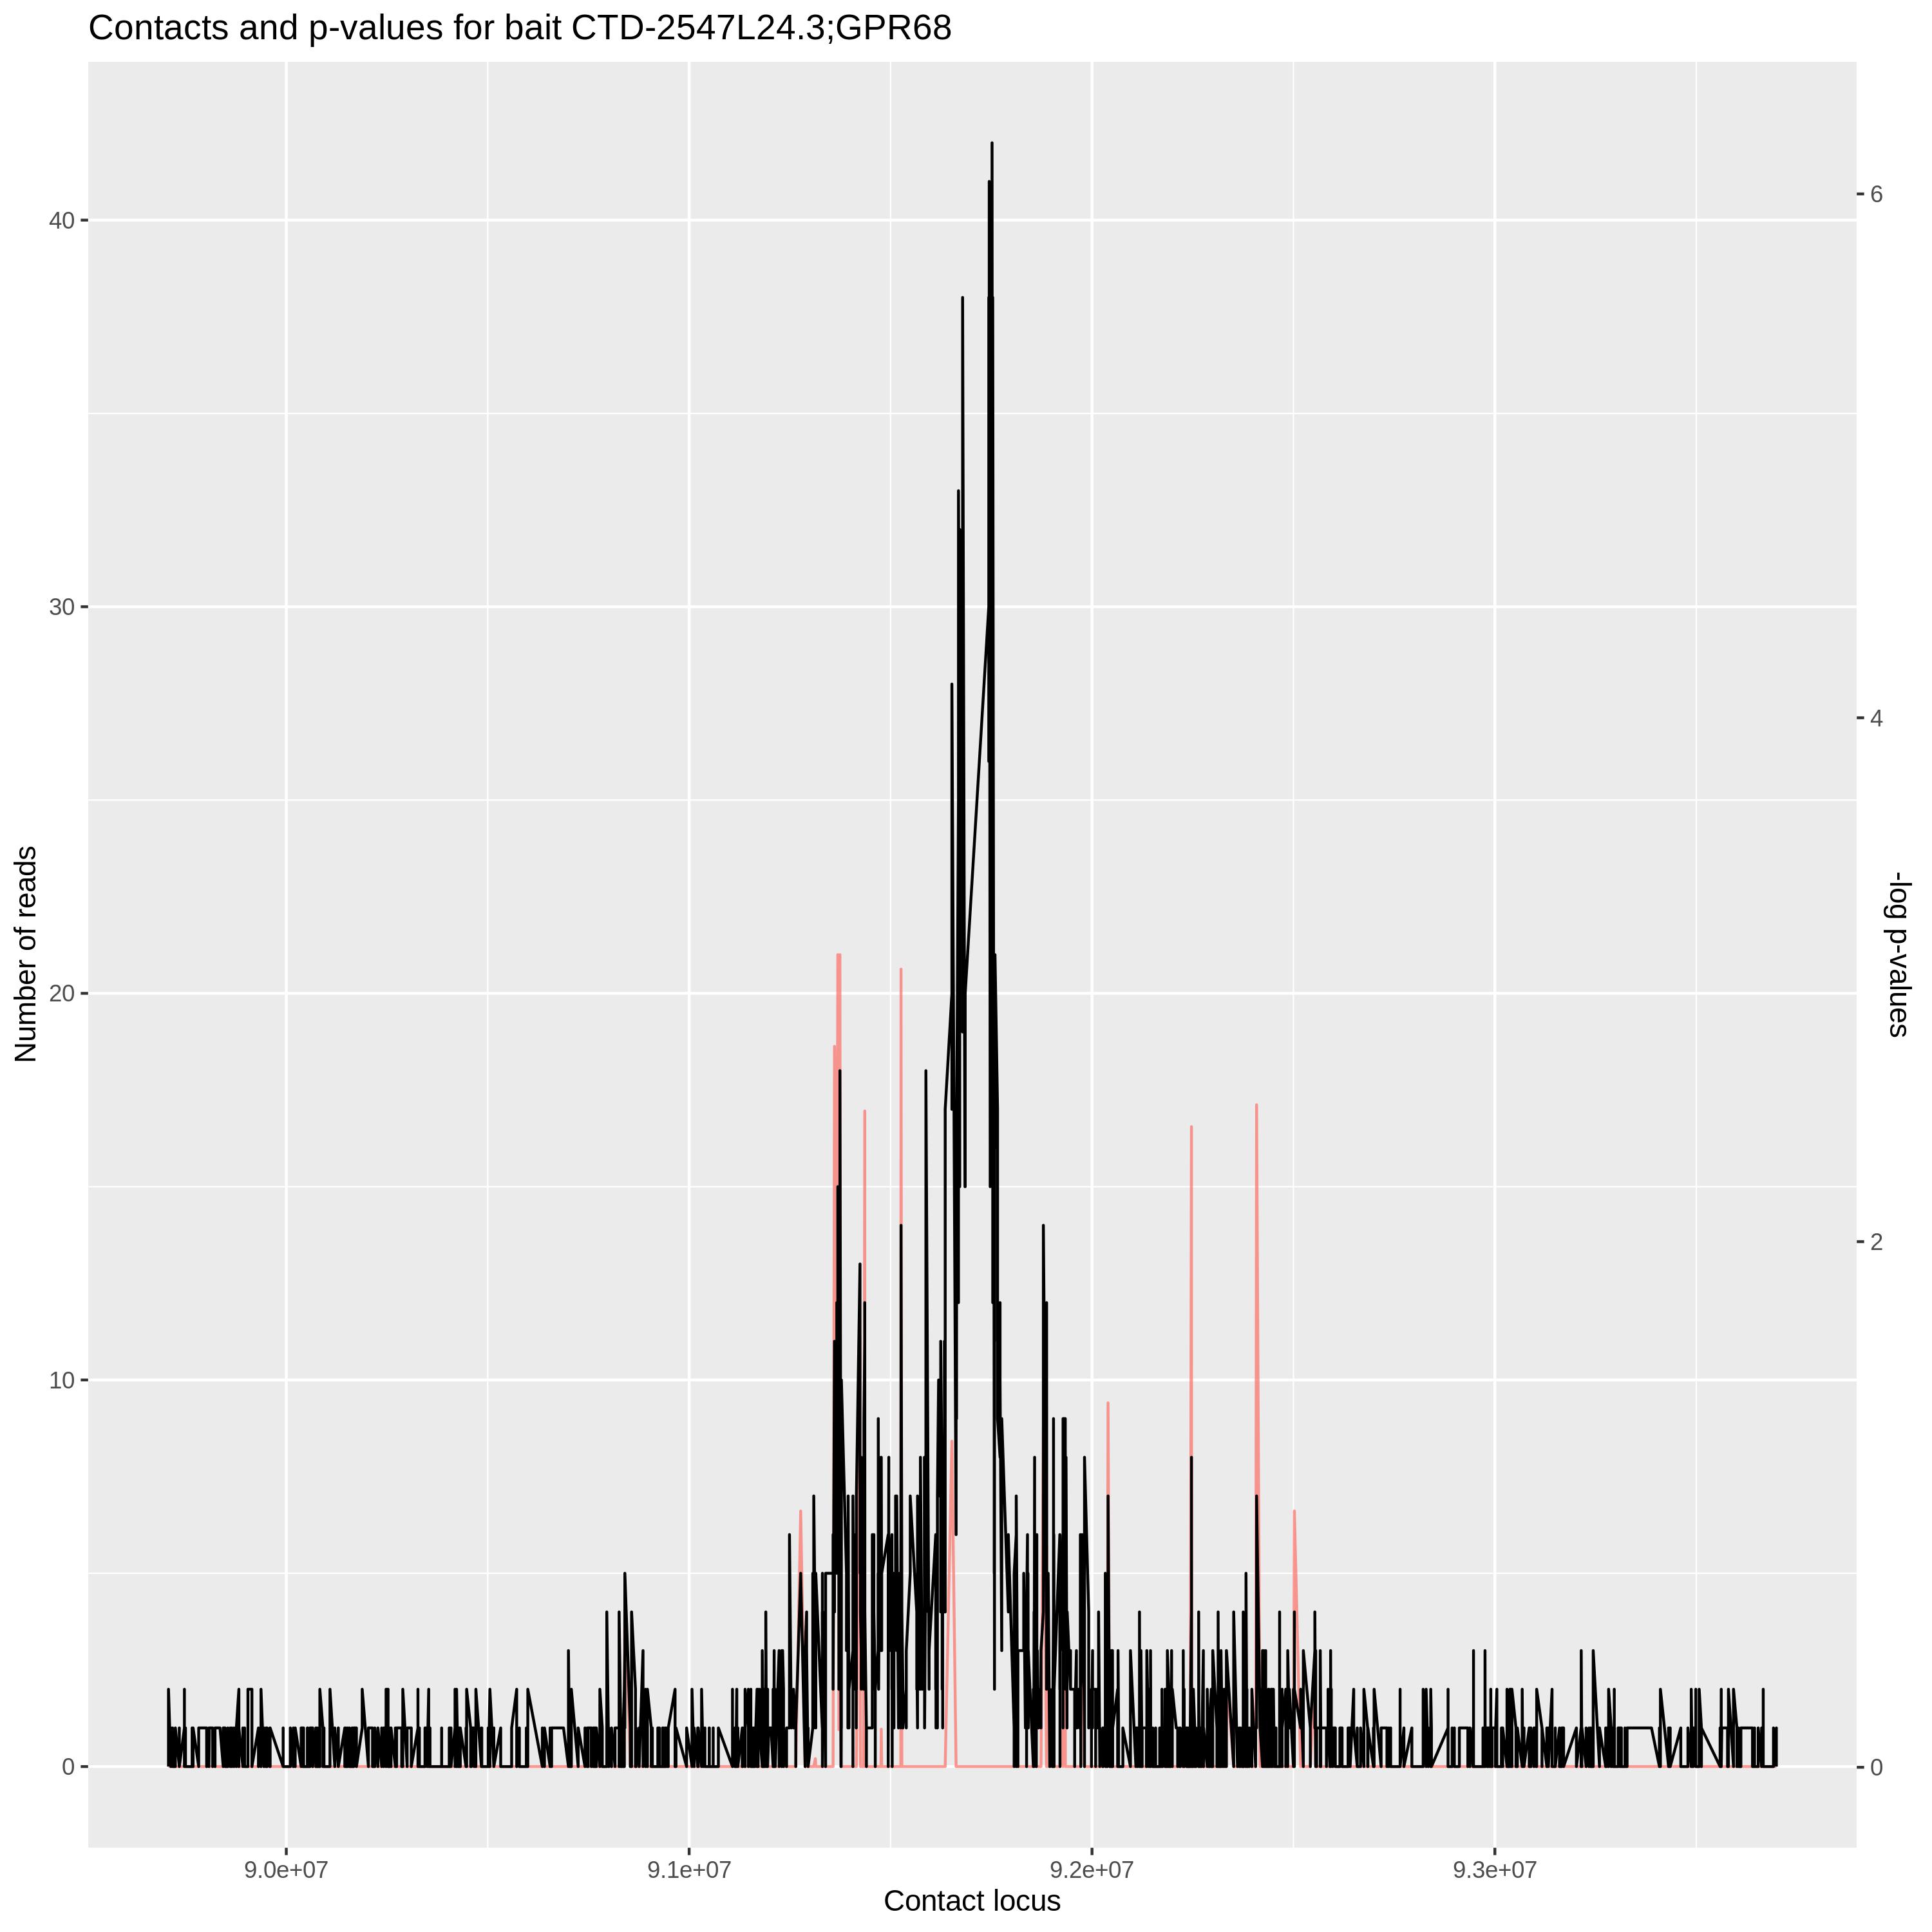 Contacts and p-values for bait CTD-2547L24.3;GPR68
40
30
20
10
0
6
4
2
0
Number of reads
-log p-values
9.0e+07
9.1e+07
9.2e+07
9.3e+07
Contact locus